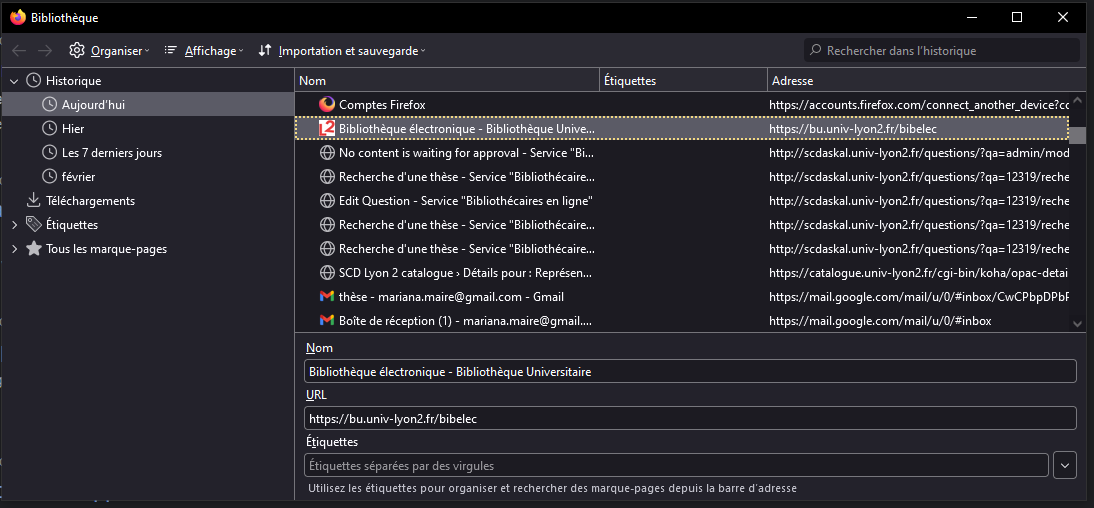 Bibliothèque
Organiser Affichage Importation et sauvegarde Rechercher dans l'historique
Historique
Aujourd'hui
Hier
Les 7 derniers jours
février
Téléchargements
Étiquettes
Tous les marque-pages
Nom Étiquettes Adresse
Comptes Firefox https://accounts.firefox.com/connect_another_device?co
L2 Bibliothèque électronique - Bibliothèque Unive... https://bu.univ-lyon2.fr/bibelec
No content is waiting for approval - Service "Bi... http://scdaskal.univ-lyon2.fr/questions/?qa=admin/mod
Recherche d'une thèse - Service "Bibliothécaire... http://scdaskal.univ-lyon2.fr/questions/?qa=12319/reche
Edit Question - Service "Bibliothécaires en ligne" http://scdaskal.univ-lyon2.fr/questions/?qa=12319/reche
Recherche d'une thèse - Service "Bibliothécaire... http://scdaskal.univ-lyon2.fr/questions/?qa=12319/reche
Recherche d'une thèse - Service "Bibliothécaire... http://scdaskal.univ-lyon2.fr/questions/?qa=12319/reche
SCD Lyon 2 catalogue › Détails pour : Représen... https://catalogue.univ-lyon2.fr/cgi-bin/koha/opac-detai
thèse - mariana.maire@gmail.com - Gmail https://mail.google.com/mail/u/0/#inbox/CwCPbpDPbP
Boîte de réception (1) - mariana.maire@gmail.... https://mail.google.com/mail/u/0/#inbox
Nom
Bibliothèque électronique - Bibliothèque Universitaire
URL
https://bu.univ-lyon2.fr/bibelec
Étiquettes
Étiquettes séparées par des virgules
Utilisez les étiquettes pour organiser et rechercher des marque-pages depuis la barre d'adresse